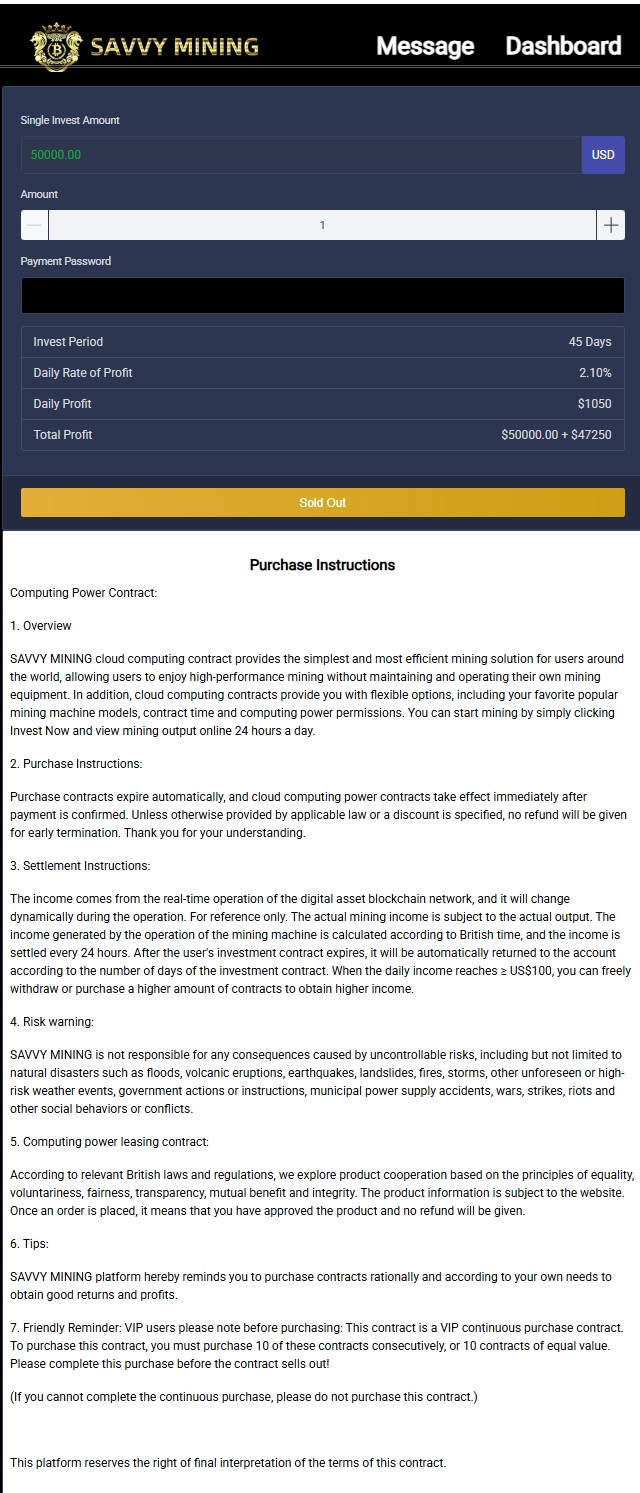 SAVVY MINING
Message Dashboard
Single Invest Amount
50000.00 USD
Amount
1
Payment Password
Invest Period 45 Days
Daily Rate of Profit 2.10%
Daily Profit $1050
Total Profit $50000.00 + $47250
Sold Out
Purchase Instructions
Computing Power Contract:
1. Overview
SAVVY MINING cloud computing contract provides the simplest and most efficient mining solution for users around
the world, allowing users to enjoy high-performance mining without maintaining and operating their own mining
equipment. In addition, cloud computing contracts provide you with flexible options, including your favorite popular
mining machine models, contract time and computing power permissions. You can start mining by simply clicking
Invest Now and view mining output online 24 hours a day.
2. Purchase Instructions:
Purchase contracts expire automatically, and cloud computing power contracts take effect immediately after
payment is confirmed. Unless otherwise provided by applicable law or a discount is specified, no refund will be given
for early termination. Thank you for your understanding.
3. Settlement Instructions:
The income comes from the real-time operation of the digital asset blockchain network, and it will change
dynamically during the operation. For reference only. The actual mining income is subject to the actual output. The
income generated by the operation of the mining machine is calculated according to British time, and the income is
settled every 24 hours. After the user's investment contract expires, it will be automatically returned to the account
according to the number of days of the investment contract. When the daily income reaches ≥ US$100, you can freely
withdraw or purchase a higher amount of contracts to obtain higher income.
4. Risk warning:
SAVVY MINING is not responsible for any consequences caused by uncontrollable risks, including but not limited to
natural disasters such as floods, volcanic eruptions, earthquakes, landslides, fires, storms, other unforeseen or high-
risk weather events, government actions or instructions, municipal power supply accidents, wars, strikes, riots and
other social behaviors or conflicts.
5. Computing power leasing contract:
According to relevant British laws and regulations, we explore product cooperation based on the principles of equality,
voluntariness, fairness, transparency, mutual benefit and integrity. The product information is subject to the website.
Once an order is placed, it means that you have approved the product and no refund will be given.
6. Tips:
SAVVY MINING platform hereby reminds you to purchase contracts rationally and according to your own needs to
obtain good returns and profits.
7. Friendly Reminder: VIP users please note before purchasing: This contract is a VIP continuous purchase contract.
To purchase this contract, you must purchase 10 of these contracts consecutively, or 10 contracts of equal value.
Please complete this purchase before the contract sells out!
(If you cannot complete the continuous purchase, please do not purchase this contract.)
This platform reserves the right of final interpretation of the terms of this contract.